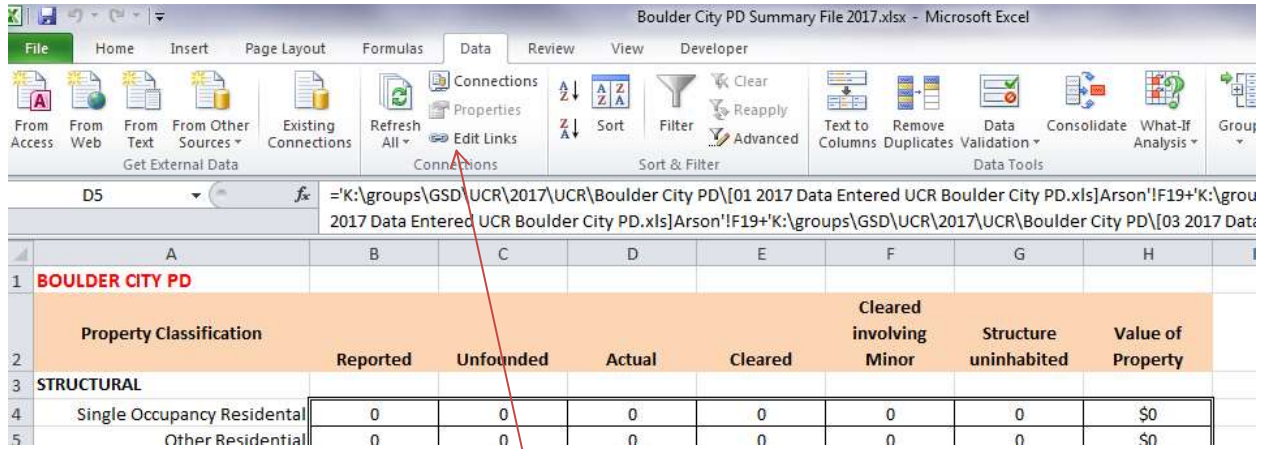 Boulder City PD Summary File 2017.xlsx - Microsoft Excel
File Home Insert Page Layout Formulas Data Review View Developer
From Access From Web From Text From Other Sources Existing Connections
Get External Data
Refresh All Connections Properties Edit Links
Connections
A Z Z A Sort Filter Clear Reapply Advanced
Sort & Filter
Text to Columns Remove Duplicates Data Validation Consolidate What-If Analysis
Data Tools
Group
D5 fx ='K:\groups\GSD\UCR\2017\UCR\Boulder City PD\[01 2017 Data Entered UCR Boulder City PD.xls]Arson'!F19+'K:\grou
2017 Data Entered UCR Boulder City PD.xls]Arson'!F19+'K:\groups\GSD\UCR\2017\UCR\Boulder City PD\[03 2017 Data
A B C D E F G H
1 BOULDER CITY PD
2 Property Classification Reported Unfounded Actual Cleared Cleared involving Minor Structure uninhabited Value of Property
3 STRUCTURAL
4 Single Occupancy Residental 0 0 0 0 0 0 $0
5 Other Residential 0 0 0 0 0 0 $0